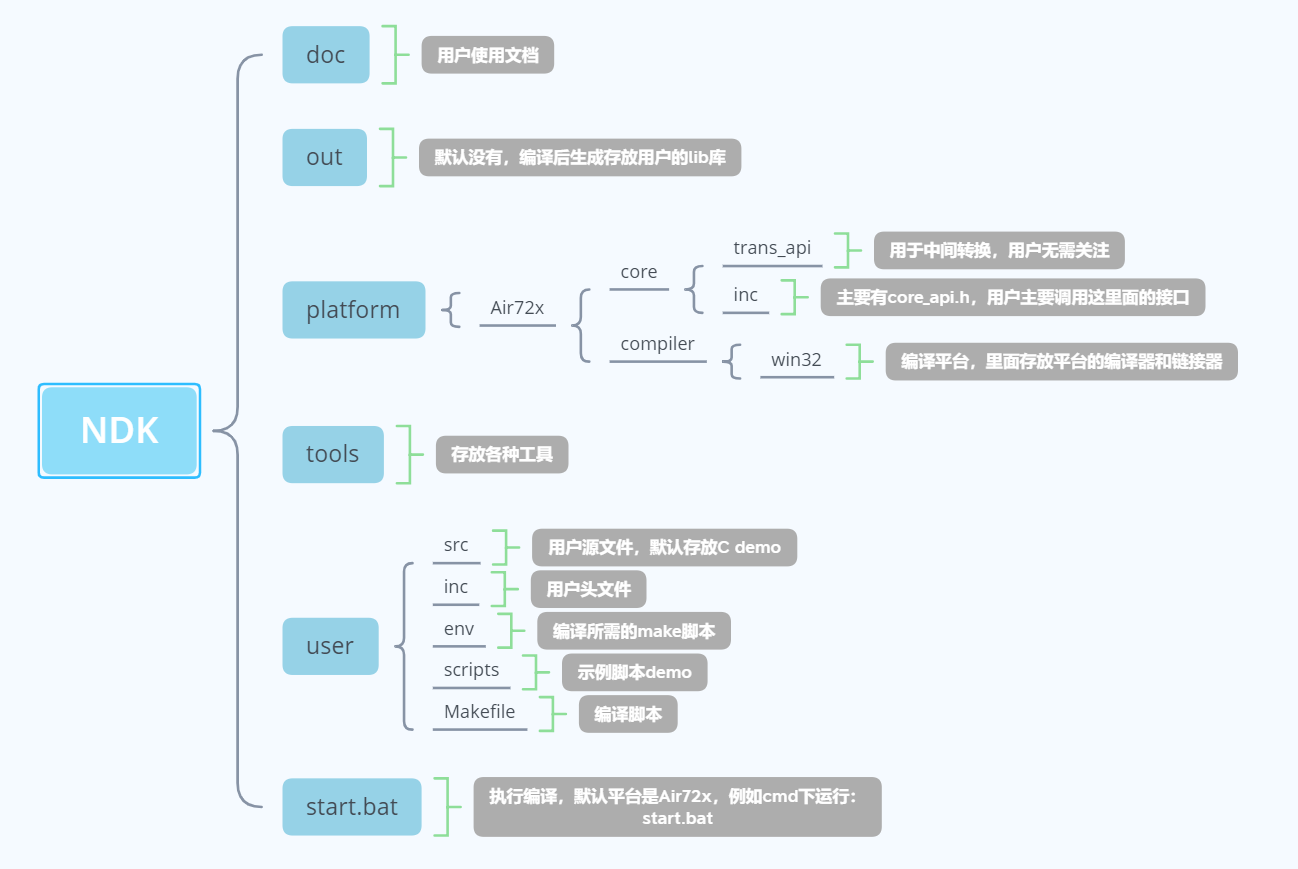 doc
用户使用文档
out
默认没有，编译后生成存放用户的lib库
trans_api
用于中间转换，用户无需关注
core
inc
主要有core_api.h，用户主要调用这里面的接口
platform
Air72x
compiler
win32
编译平台，里面存放平台的编译器和链接器
NDK
tools
存放各种工具
src
用户源文件，默认存放C demo
inc
用户头文件
env
编译所需的make脚本
user
scripts
示例脚本demo
Makefile
编译脚本
start.bat
执行编译，默认平台是Air72x，例如cmd下运行：
start.bat